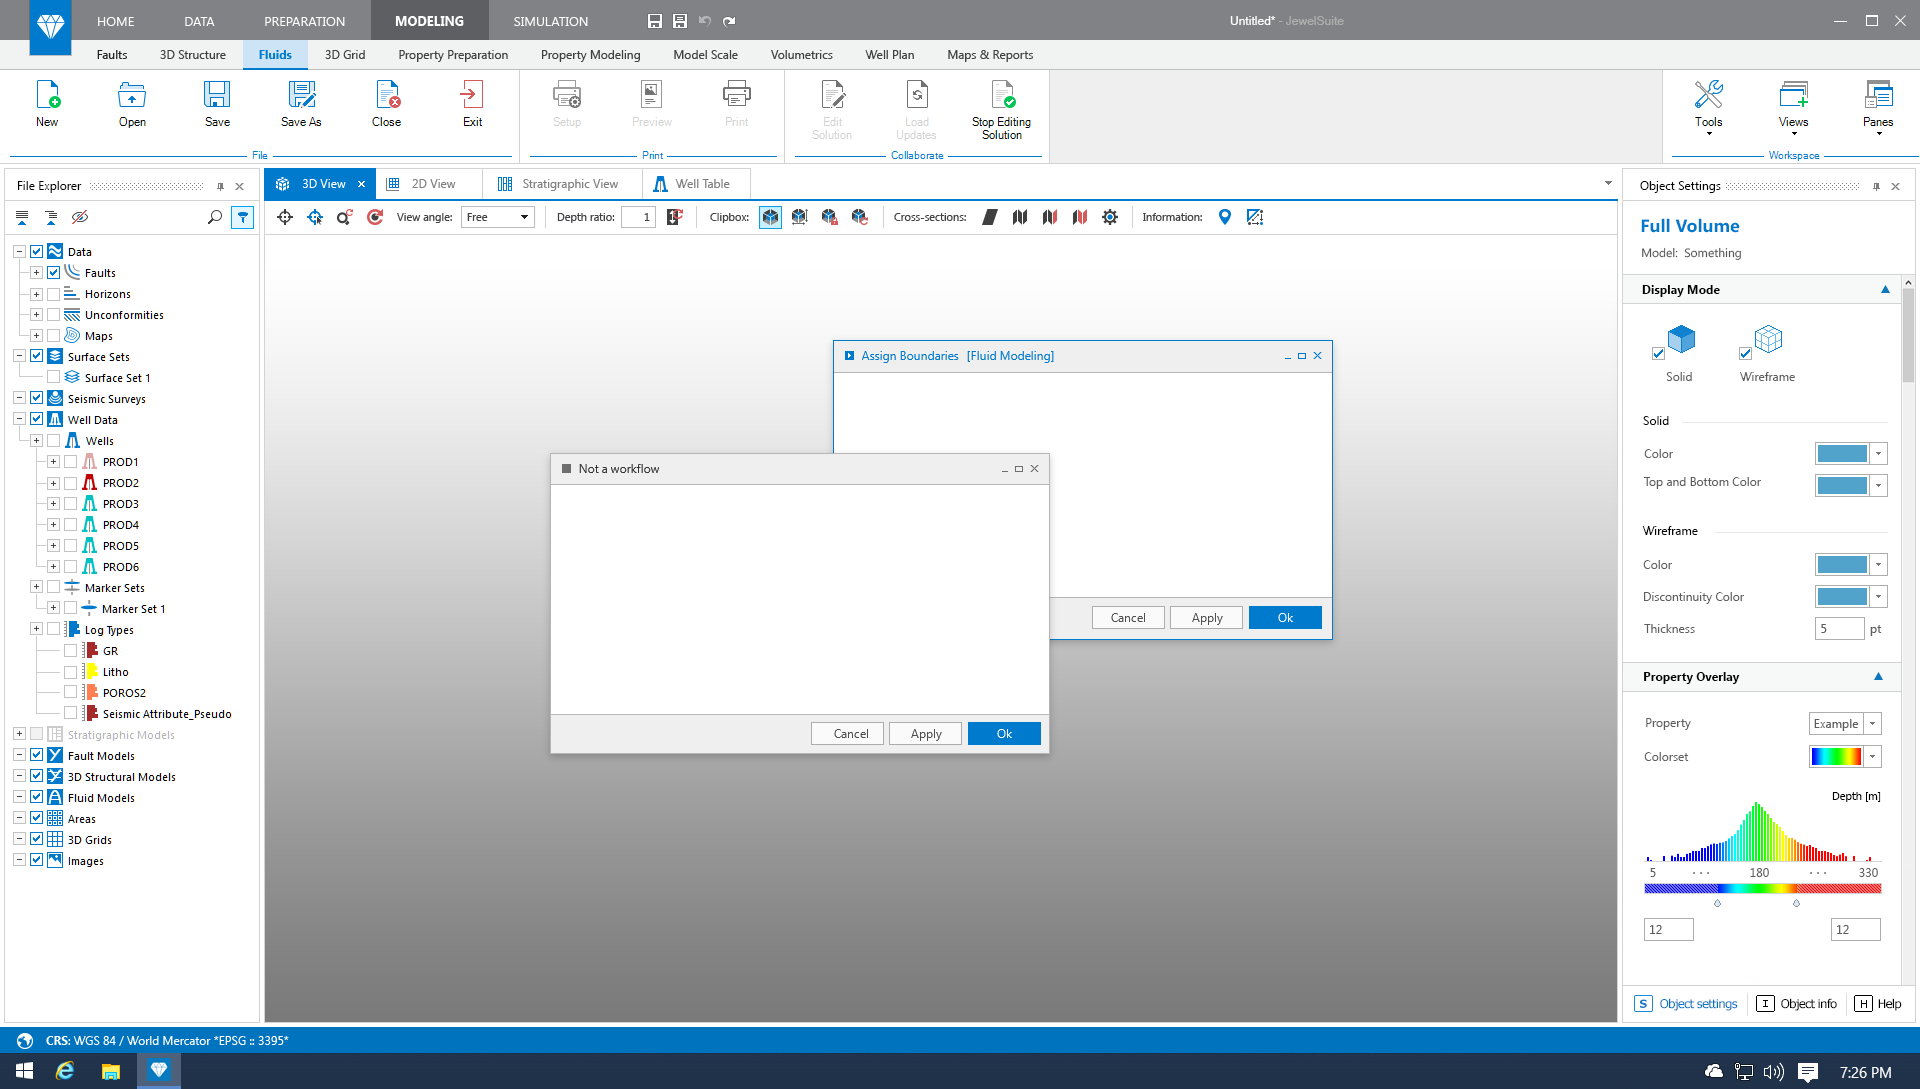 HOME DATA PREPARATION MODELING SIMULATION Untitled* - JewelSuite
Faults 3D Structure Fluids 3D Grid Property Preparation Property Modeling Model Scale Volumetrics Well Plan Maps & Reports
New Open Save Save As Close Exit Setup Preview Print Edit Solution Load Updates Stop Editing Solution Tools Views Panes
File Print Collaborate Workspace
File Explorer
3D View 2D View Stratigraphic View Well Table
Object Settings
View angle: Free Depth ratio: 1 Clipbox: Cross-sections: Information:
Full Volume
Model: Something
Data
Faults
Horizons
Unconformities
Maps
Surface Sets
Surface Set 1
Seismic Surveys
Well Data
Wells
PROD1
PROD2
PROD3
PROD4
PROD5
PROD6
Marker Sets
Marker Set 1
Log Types
GR
Litho
POROS2
Seismic Attribute_Pseudo
Stratigraphic Models
Fault Models
3D Structural Models
Fluid Models
Areas
3D Grids
Images
Assign Boundaries [Fluid Modeling]
Cancel Apply Ok
Not a workflow
Cancel Apply Ok
Display Mode
Solid Wireframe
Solid
Color
Top and Bottom Color
Wireframe
Color
Discontinuity Color
Thickness 5 pt
Property Overlay
Property Example
Colorset
Depth [m]
5 ··· 180 ··· 330
12 12
S Object settings I Object info H Help
CRS: WGS 84 / World Mercator *EPSG :: 3395*
7:26 PM